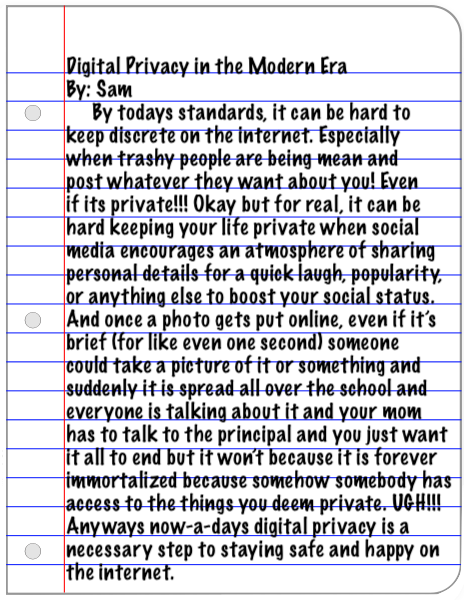 Digital Privacy in the Modern Era
By: Sam
By todays standards, it can be hard to
keep discrete on the internet. Especially
when trashy people are being mean and
post whatever they want about you! Even
if its private!!! Okay but for real, it can be
hard keeping your life private when social
media encourages an atmosphere of sharing
personal details for a quick laugh, popularity,
or anything else to boost your social status.
And once a photo gets put online, even if it's
brief (for like even one second) someone
could take a picture of it or something and
suddenly it is spread all over the school and
everyone is talking about it and your mom
has to talk to the principal and you just want
it all to end but it won't because it is forever
immortalized because somehow somebody has
access to the things you deem private. UGH!!!
Anyways now-a-days digital privacy is a
necessary step to staying safe and happy on
the internet.